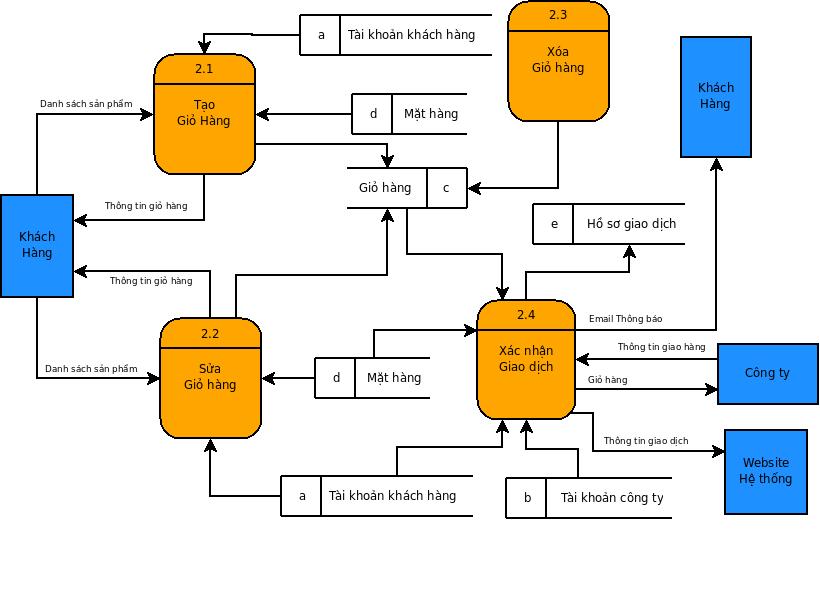 a
Tài khoản khách hàng
2.3
Xóa
Giỏ hàng
2.1
Tạo
Giỏ Hàng
Khách
Hàng
Danh sách sản phẩm
d
Mặt hàng
Giỏ hàng
c
Thông tin giỏ hàng
e
Hồ sơ giao dịch
Khách
Hàng
Thông tin giỏ hàng
2.2
Sửa
Giỏ hàng
2.4
Xác nhận
Giao dịch
Email Thông báo
Thông tin giao hàng
Công ty
Giỏ hàng
Danh sách sản phẩm
d
Mặt hàng
Thông tin giao dịch
Website
Hệ thống
a
Tài khoản khách hàng
b
Tài khoản công ty